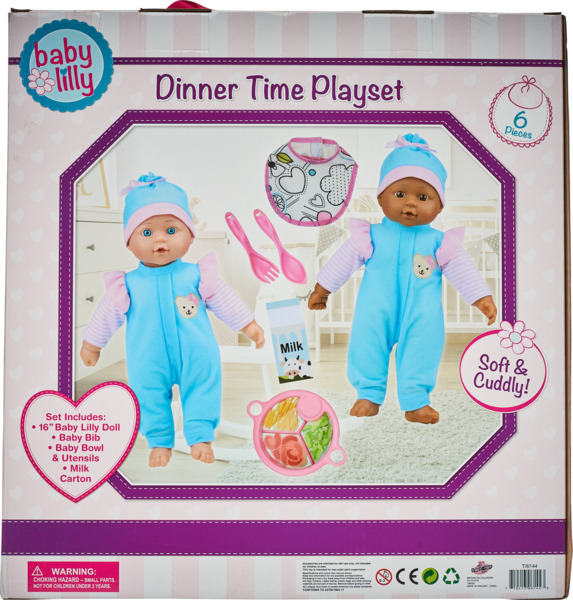 baby
lilly
Dinner Time Playset
6
Pieces
Milk
Soft &
Cuddly!
Set Includes:
• 16" Baby Lilly Doll
• Baby Bib
• Baby Bowl
& Utensils
• Milk
Carton
WARNING:
CHOKING HAZARD – SMALL PARTS.
NOT FOR CHILDREN UNDER 3 YEARS.
CONFORMS TO ASTM F963-17
CE
T/6144